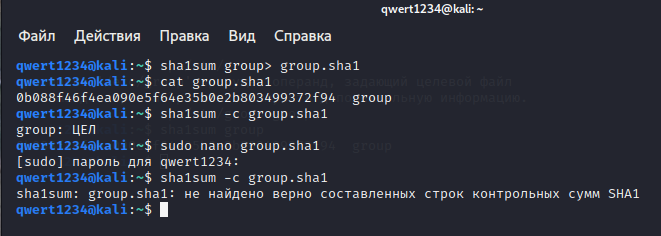 qwert1234@kali: ~
Файл Действия Правка Вид Справка
qwert1234@kali:~$ sha1sum group> group.sha1
qwert1234@kali:~$ cat group.sha1
0b088f46f4ea090e5f64e35b0e2b803499372f94  group
qwert1234@kali:~$ sha1sum -c group.sha1
group: ЦЕЛ
qwert1234@kali:~$ sudo nano group.sha1
[sudo] пароль для qwert1234:
qwert1234@kali:~$ sha1sum -c group.sha1
sha1sum: group.sha1: не найдено верно составленных строк контрольных сумм SHA1
qwert1234@kali:~$